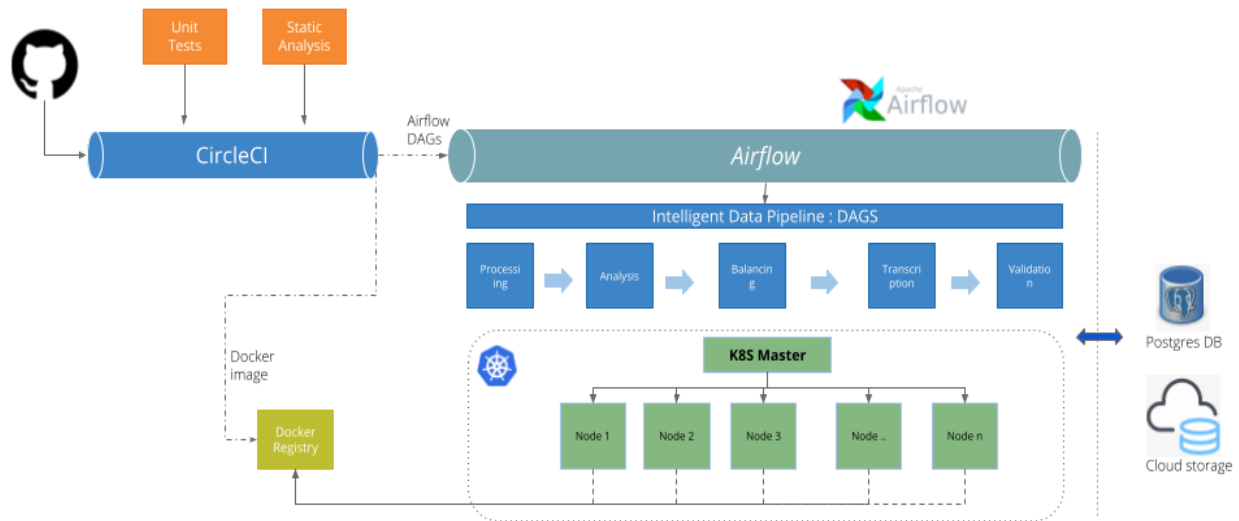 Unit
Tests
Static
Analysis
Apache
Airflow
Airflow
DAGs
CircleCI
Airflow
Intelligent Data Pipeline : DAGS
Processi
ng
Analysis
Balancin
g
Transcri
ption
Validatio
n
K8S Master
Postgres DB
Docker
image
Node 1
Node 2
Node 3
Node ..
Node n
Docker
Registry
Cloud storage